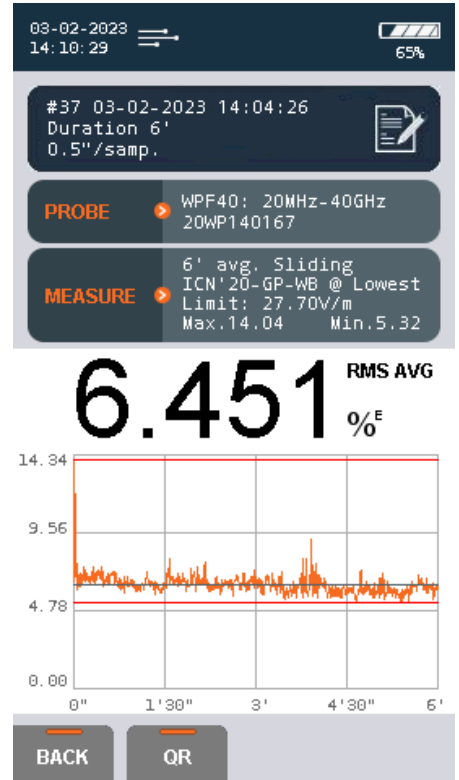 03-02-2023
14:10:29
65%
#37 03-02-2023 14:04:26
Duration 6'
0.5"/samp.
PROBE
WPF40: 20MHz-40GHz
20WP140167
MEASURE
6' avg. Sliding
ICN'20-GP-WB @ Lowest
Limit: 27.70V/m
Max.14.04 Min.5.32
6.451
RMS AVG
%ᴱ
14.34
9.56
4.78
0.00
0" 1'30" 3' 4'30" 6'
BACK QR